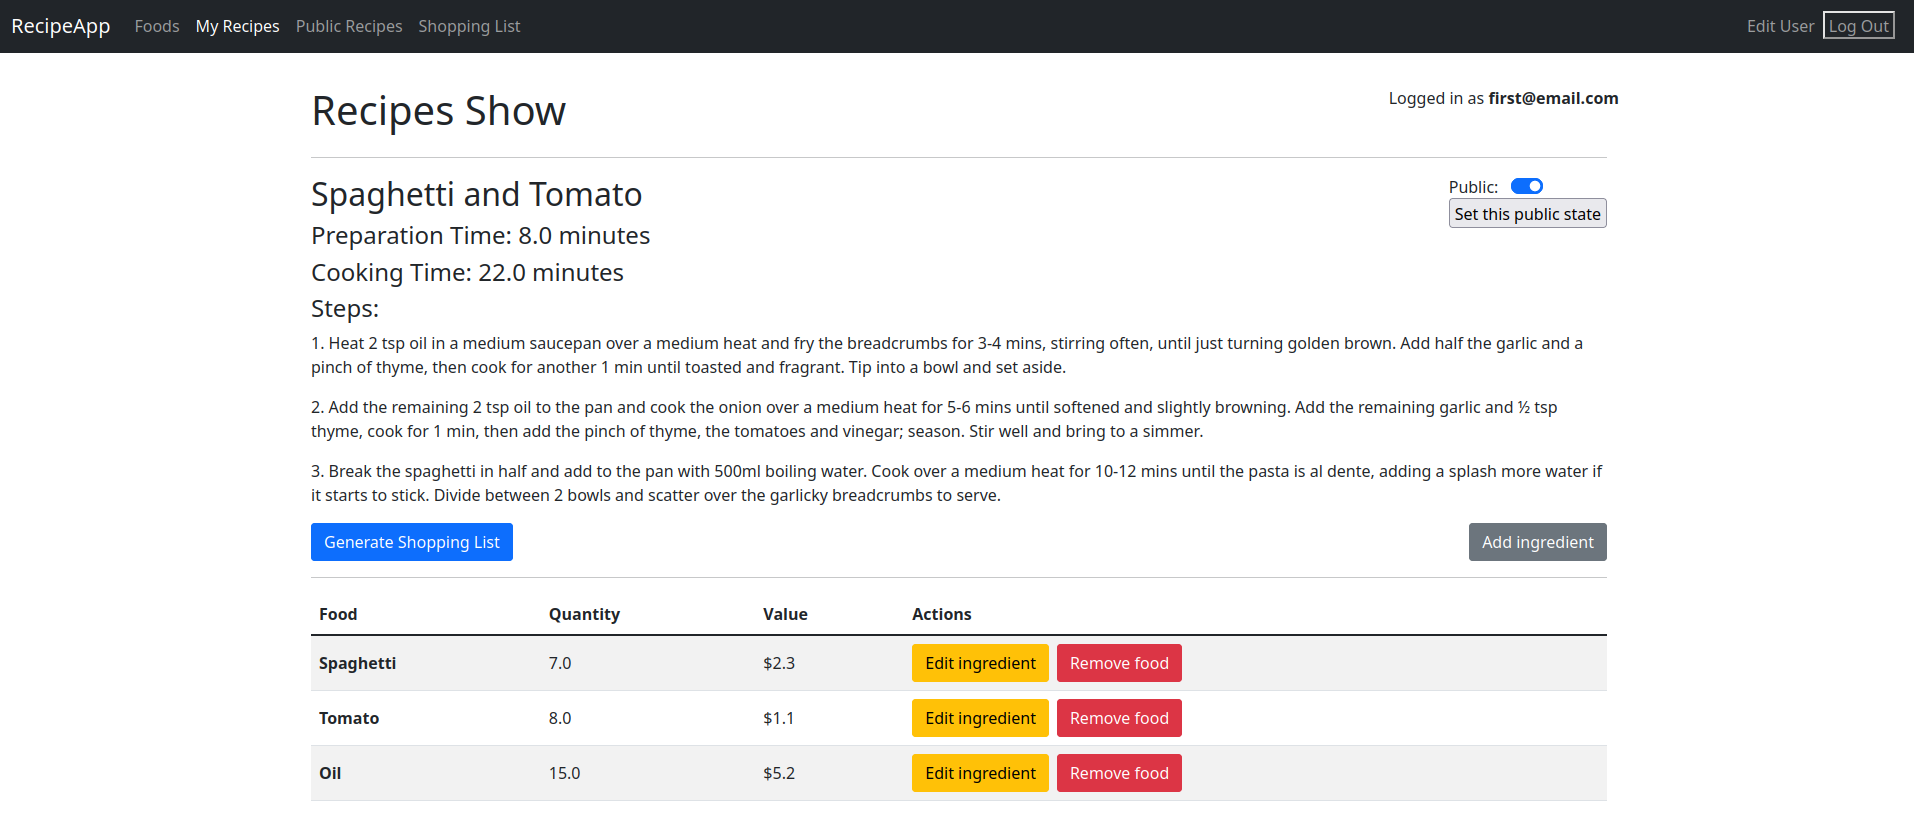 RecipeApp Foods My Recipes Public Recipes Shopping List Edit User Log Out
Recipes Show
Logged in as first@email.com
Spaghetti and Tomato
Public:
Set this public state
Preparation Time: 8.0 minutes
Cooking Time: 22.0 minutes
Steps:
1. Heat 2 tsp oil in a medium saucepan over a medium heat and fry the breadcrumbs for 3-4 mins, stirring often, until just turning golden brown. Add half the garlic and a
pinch of thyme, then cook for another 1 min until toasted and fragrant. Tip into a bowl and set aside.
2. Add the remaining 2 tsp oil to the pan and cook the onion over a medium heat for 5-6 mins until softened and slightly browning. Add the remaining garlic and ½ tsp
thyme, cook for 1 min, then add the pinch of thyme, the tomatoes and vinegar; season. Stir well and bring to a simmer.
3. Break the spaghetti in half and add to the pan with 500ml boiling water. Cook over a medium heat for 10-12 mins until the pasta is al dente, adding a splash more water if
it starts to stick. Divide between 2 bowls and scatter over the garlicky breadcrumbs to serve.
Generate Shopping List Add ingredient
Food Quantity Value Actions
Spaghetti 7.0 $2.3 Edit ingredient Remove food
Tomato 8.0 $1.1 Edit ingredient Remove food
Oil 15.0 $5.2 Edit ingredient Remove food